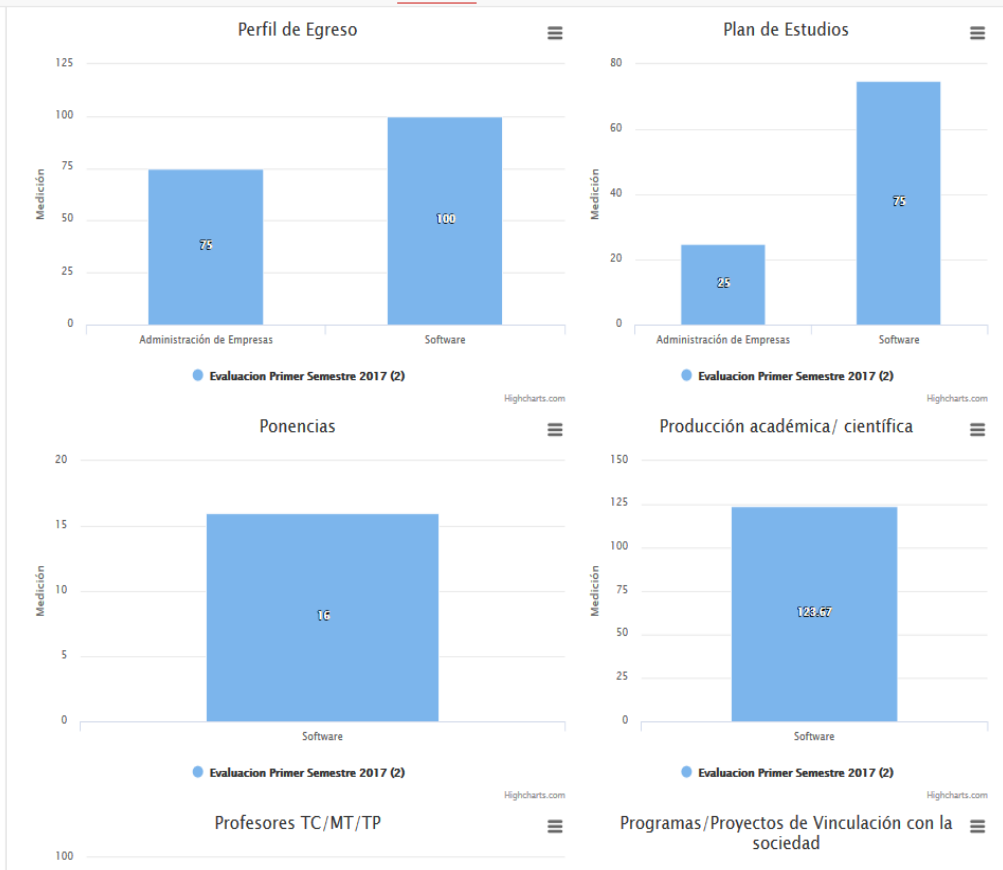 Perfil de Egreso
125
100
75
50
25
0
Medición
75
100
Administración de Empresas
Software
Evaluacion Primer Semestre 2017 (2)
Highcharts.com
Plan de Estudios
80
60
40
20
0
Medición
25
75
Administración de Empresas
Software
Evaluacion Primer Semestre 2017 (2)
Highcharts.com
Ponencias
20
15
10
5
0
Medición
16
Software
Evaluacion Primer Semestre 2017 (2)
Highcharts.com
Producción académica/ científica
150
125
100
75
50
25
0
Medición
123.67
Software
Evaluacion Primer Semestre 2017 (2)
Highcharts.com
Profesores TC/MT/TP
100
Programas/Proyectos de Vinculación con la
sociedad